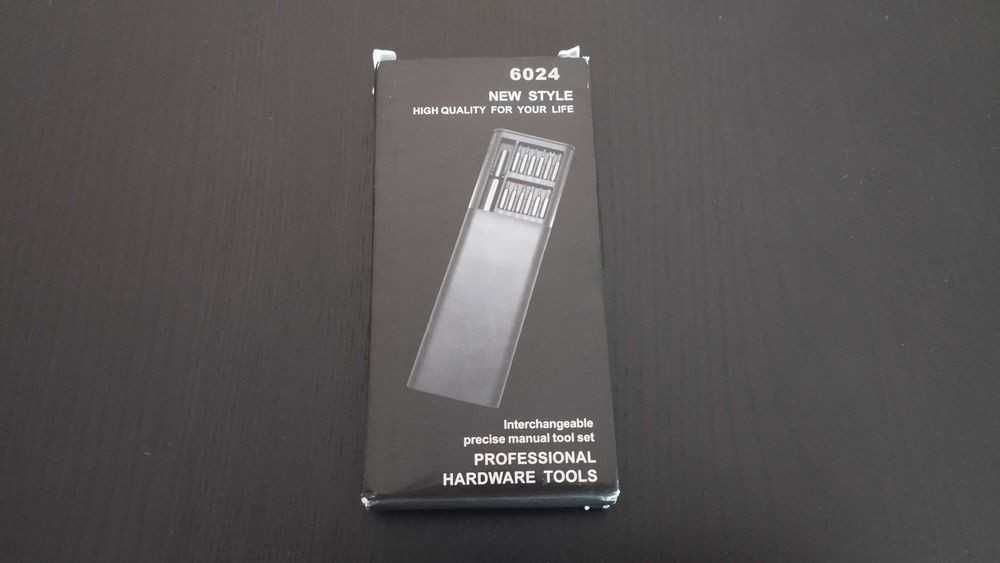 6024
NEW STYLE
HIGH QUALITY FOR YOUR LIFE
Interchangeable
precise manual tool set
PROFESSIONAL
HARDWARE TOOLS